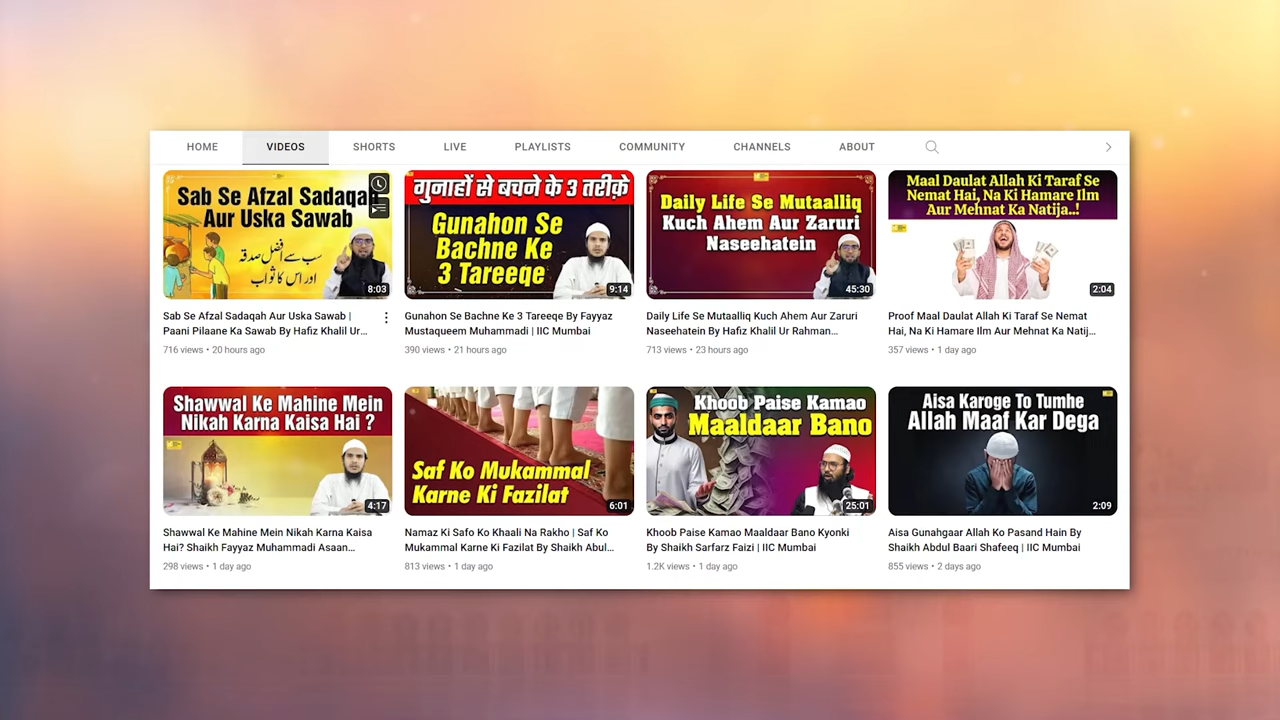 HOME VIDEOS SHORTS LIVE PLAYLISTS COMMUNITY CHANNELS ABOUT
Sab Se Afzal Sadaqah
Aur Uska Sawab
سب سے افضل صدقہ
اور اس کا ثواب
8:03
Sab Se Afzal Sadaqah Aur Uska Sawab |
Paani Pilaane Ka Sawab By Hafiz Khalil Ur...
716 views • 20 hours ago
गुनाहों से बचने के 3 तरीक़े
Gunahon Se
Bachne Ke
3 Tareeqe
9:14
Gunahon Se Bachne Ke 3 Tareeqe By Fayyaz
Mustaqueem Muhammadi | IIC Mumbai
390 views • 21 hours ago
Daily Life Se Mutaalliq
Kuch Ahem Aur Zaruri
Naseehatein
45:30
Daily Life Se Mutaalliq Kuch Ahem Aur Zaruri
Naseehatein By Hafiz Khalil Ur Rahman...
713 views • 23 hours ago
Maal Daulat Allah Ki Taraf Se
Nemat Hai, Na Ki Hamare Ilm
Aur Mehnat Ka Natija..!
2:04
Proof Maal Daulat Allah Ki Taraf Se Nemat
Hai, Na Ki Hamare Ilm Aur Mehnat Ka Natij...
357 views • 1 day ago
Shawwal Ke Mahine Mein
Nikah Karna Kaisa Hai ?
4:17
Shawwal Ke Mahine Mein Nikah Karna Kaisa
Hai? Shaikh Fayyaz Muhammadi Asaan...
298 views • 1 day ago
Saf Ko Mukammal
Karne Ki Fazilat
6:01
Namaz Ki Safo Ko Khaali Na Rakho | Saf Ko
Mukammal Karne Ki Fazilat By Shaikh Abul...
813 views • 1 day ago
Khoob Paise Kamao
Maaldaar Bano
25:01
Khoob Paise Kamao Maaldaar Bano Kyonki
By Shaikh Sarfarz Faizi | IIC Mumbai
1.2K views • 1 day ago
Aisa Karoge To Tumhe
Allah Maaf Kar Dega
2:09
Aisa Gunahgaar Allah Ko Pasand Hain By
Shaikh Abdul Baari Shafeeq | IIC Mumbai
855 views • 2 days ago